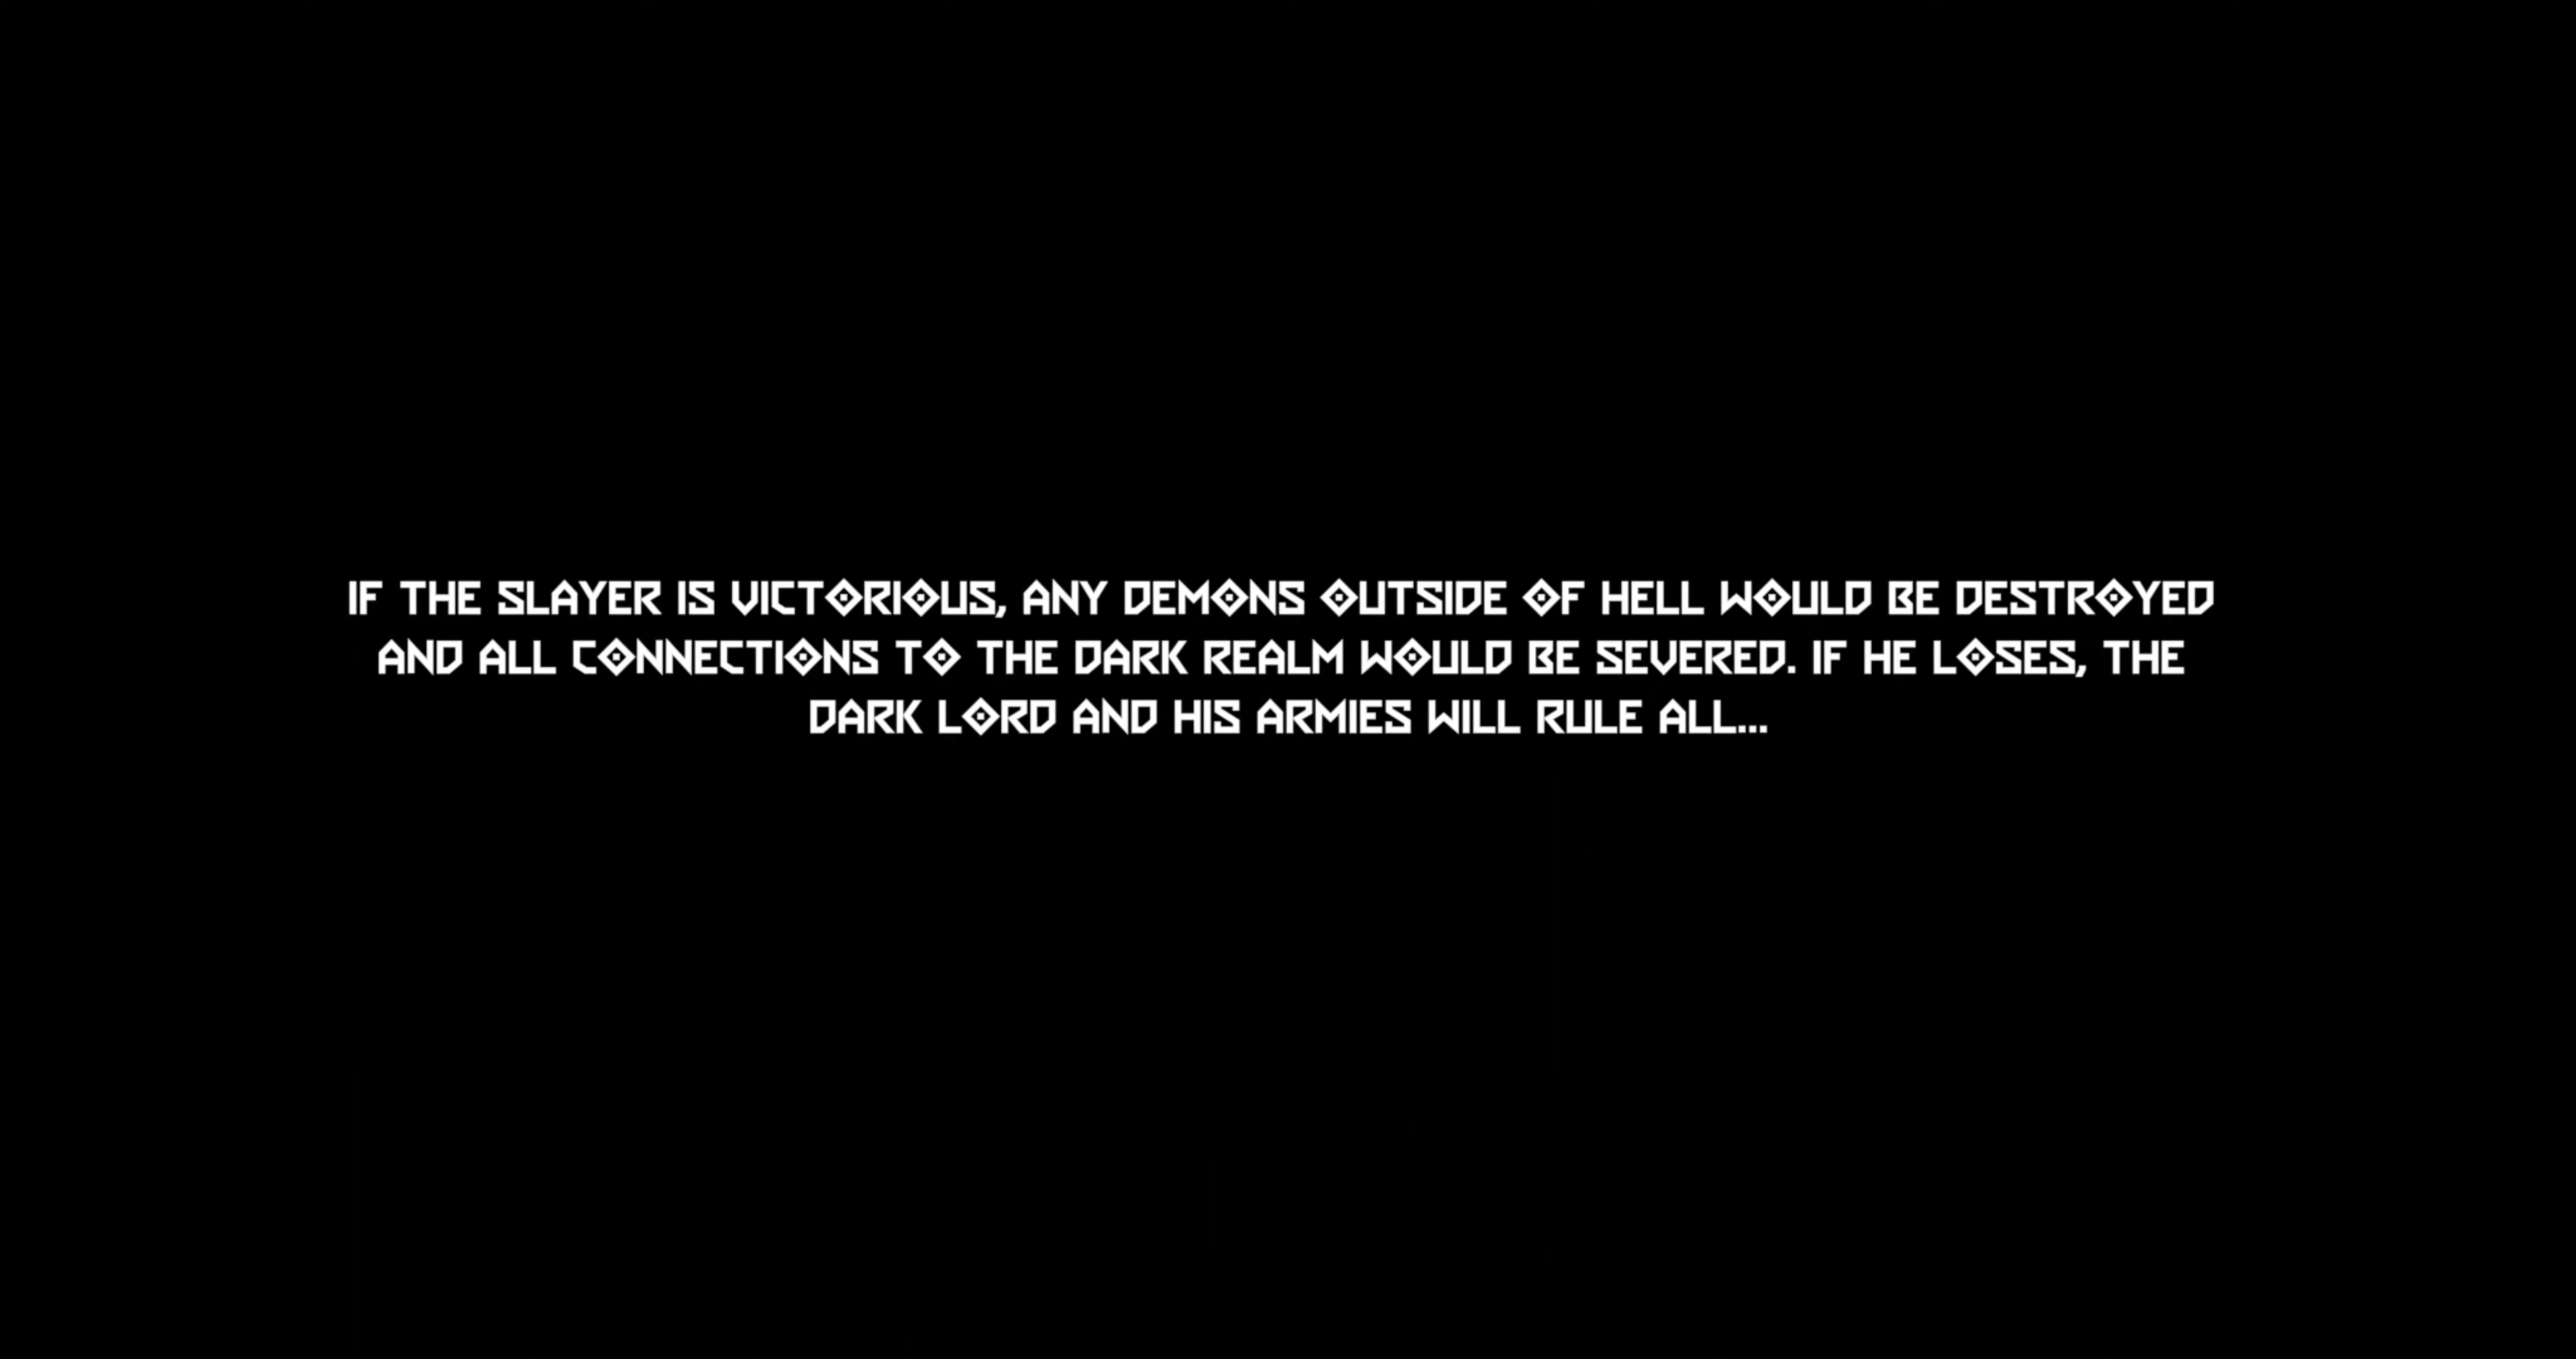 IF THE SLAYER IS VICTORIOUS, ANY DEMONS OUTSIDE OF HELL WOULD BE DESTROYED
AND ALL CONNECTIONS TO THE DARK REALM WOULD BE SEVERED. IF HE LOSES, THE
DARK LORD AND HIS ARMIES WILL RULE ALL...